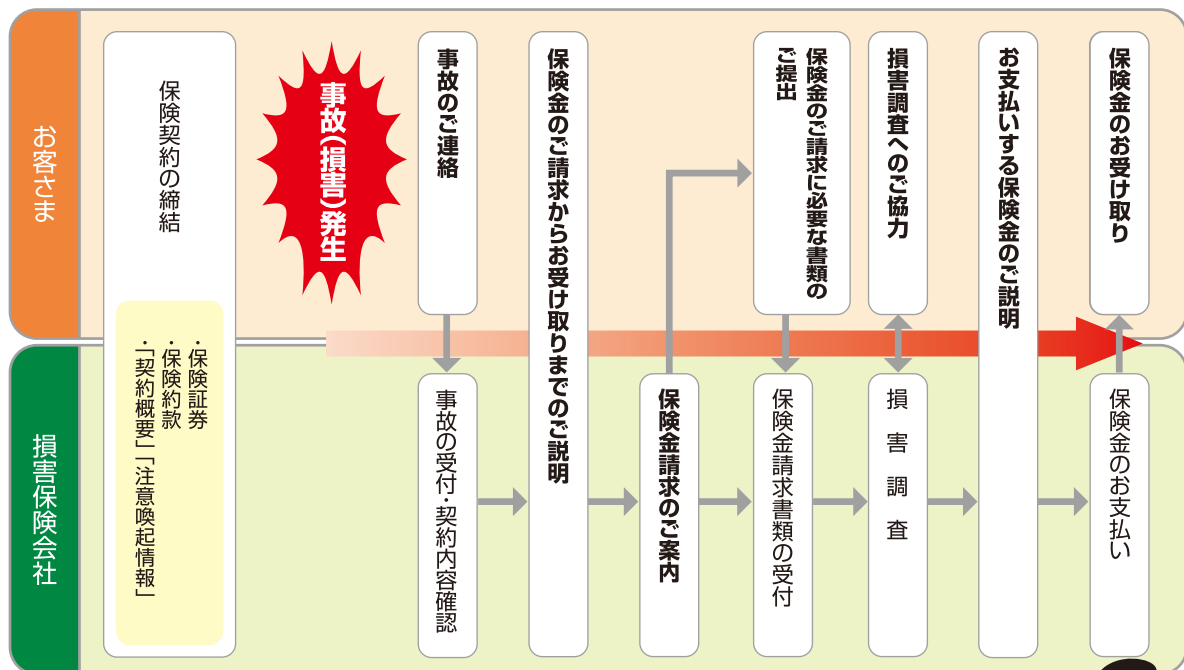 お客さま
損害保険会社
保険契約の締結
・保険証券
・保険約款
・「契約概要」「注意喚起情報」
事故(損害)発生
事故のご連絡
事故の受付・契約内容確認
保険金のご請求からお受け取りまでのご説明
保険金請求のご案内
保険金のご請求に必要な書類の
ご提出
保険金請求書類の受付
損害調査へのご協力
損害調査
お支払いする保険金のご説明
保険金のお受け取り
保険金のお支払い